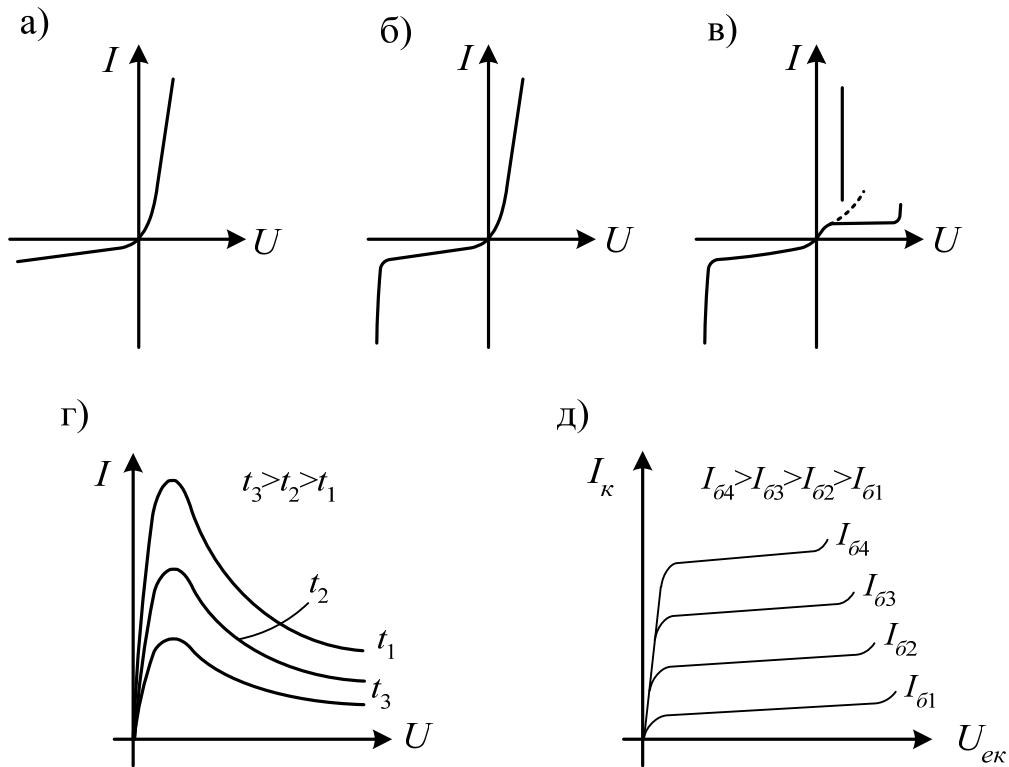 а) б) в)
I I I
U U U
г) д)
I t3>t2>t1 Iк Iб4>Iб3>Iб2>Iб1
Iб4
t2 Iб3
t1 Iб2
t3 Iб1
U Uек